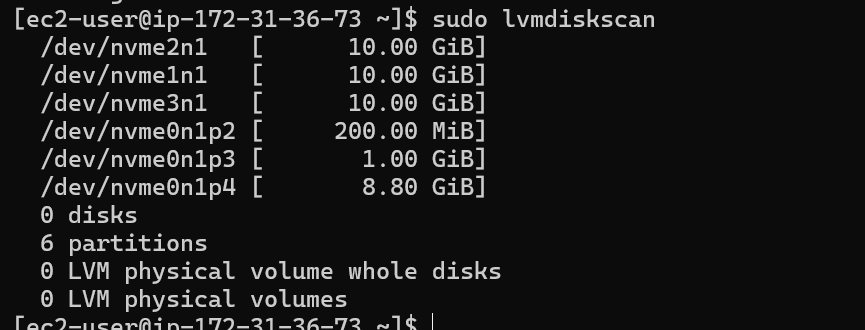 [ec2-user@ip-172-31-36-73 ~]$ sudo lvmdiskscan
  /dev/nvme2n1   [      10.00 GiB]
  /dev/nvme1n1   [      10.00 GiB]
  /dev/nvme3n1   [      10.00 GiB]
  /dev/nvme0n1p2 [     200.00 MiB]
  /dev/nvme0n1p3 [       1.00 GiB]
  /dev/nvme0n1p4 [       8.80 GiB]
  0 disks
  6 partitions
  0 LVM physical volume whole disks
  0 LVM physical volumes
[ec2-user@ip-172-31-36-73 ~]$